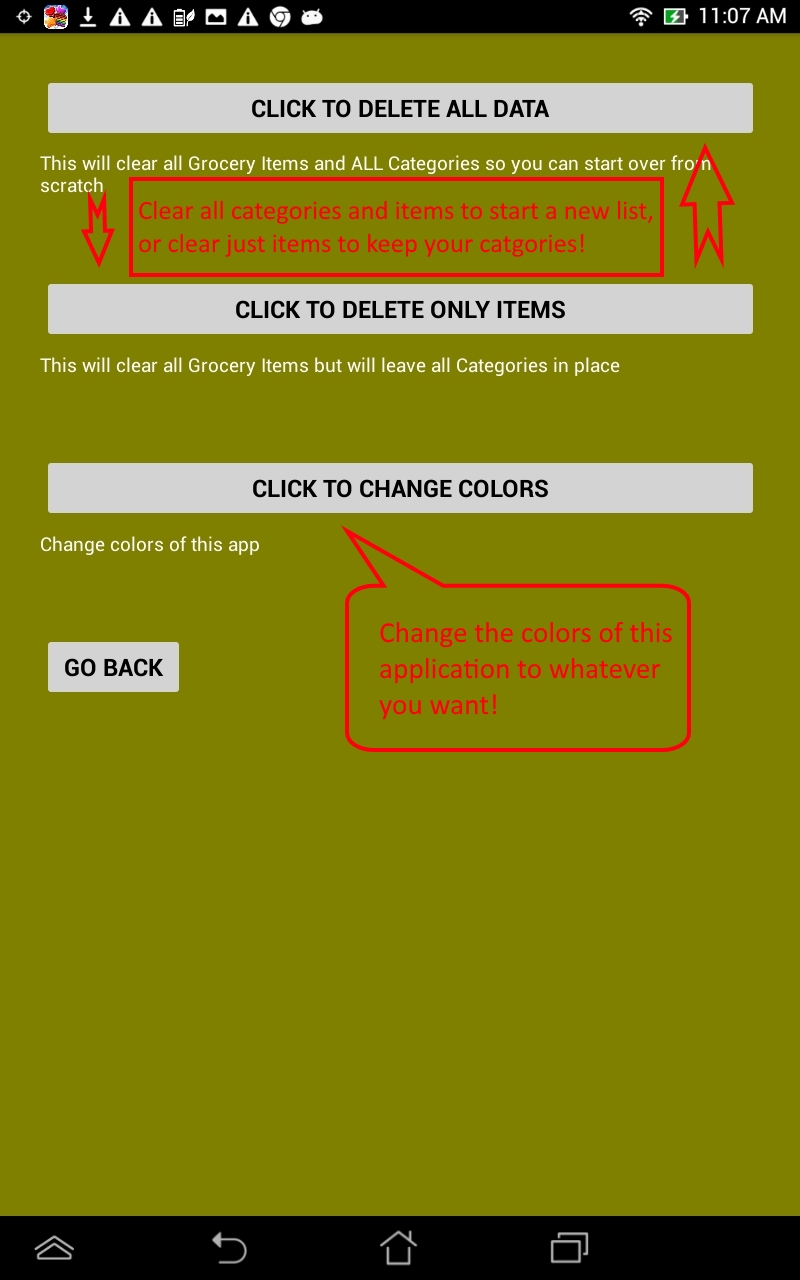 11:07 AM
CLICK TO DELETE ALL DATA
This will clear all Grocery Items and ALL Categories so you can start over from
scratch
Clear all categories and items to start a new list,
or clear just items to keep your catgories!
CLICK TO DELETE ONLY ITEMS
This will clear all Grocery Items but will leave all Categories in place
CLICK TO CHANGE COLORS
Change colors of this app
Change the colors of this
application to whatever
you want!
GO BACK